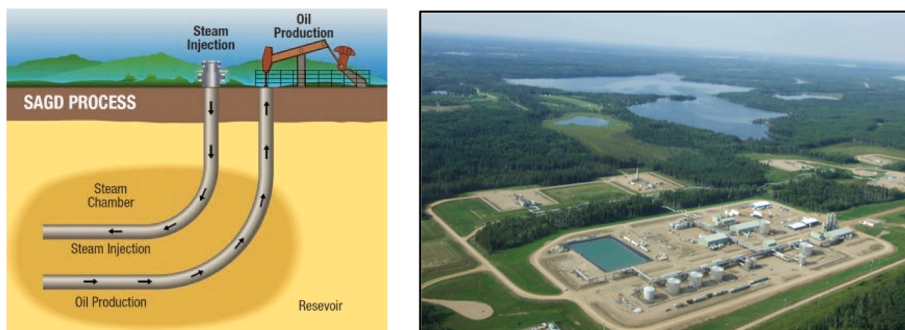 Steam
Injection
Oil
Production
SAGD PROCESS
Steam
Chamber
Steam Injection
Oil Production
Resevoir